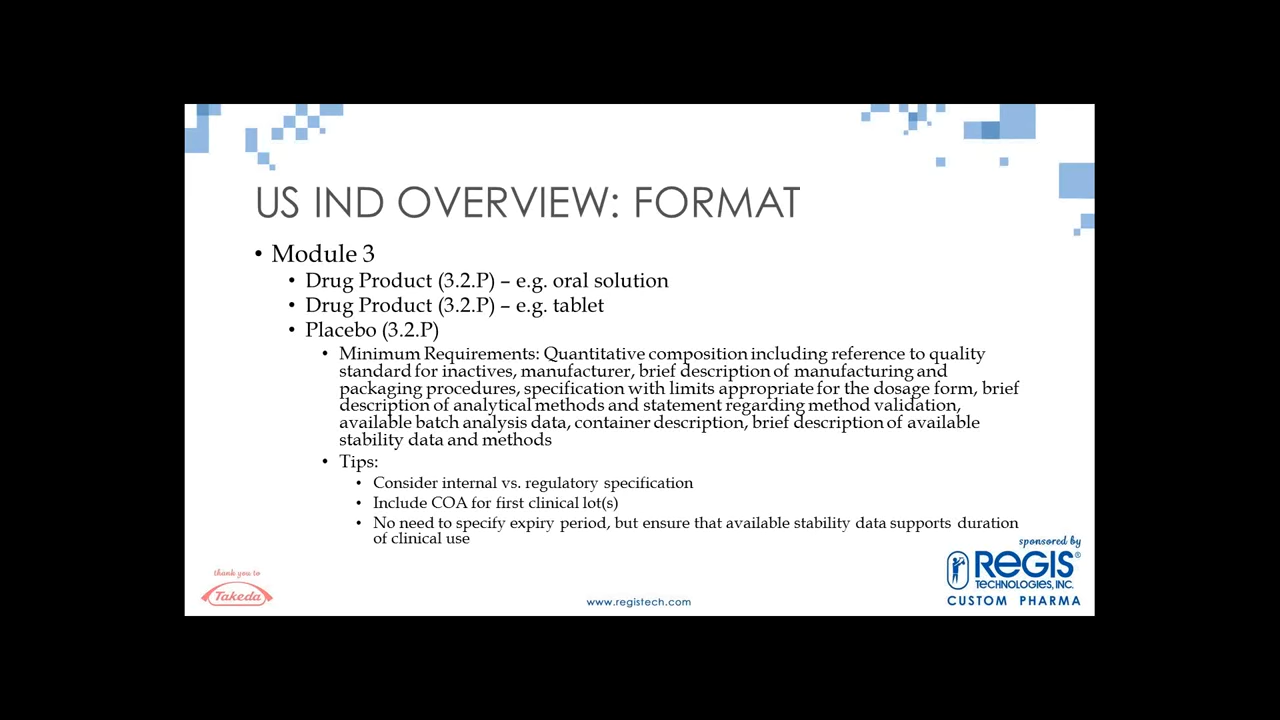 US IND OVERVIEW: FORMAT
• Module 3
• Drug Product (3.2.P) – e.g. oral solution
• Drug Product (3.2.P) – e.g. tablet
• Placebo (3.2.P)
• Minimum Requirements: Quantitative composition including reference to quality
standard for inactives, manufacturer, brief description of manufacturing and
packaging procedures, specification with limits appropriate for the dosage form, brief
description of analytical methods and statement regarding method validation,
available batch analysis data, container description, brief description of available
stability data and methods
• Tips:
• Consider internal vs. regulatory specification
• Include COA for first clinical lot(s)
• No need to specify expiry period, but ensure that available stability data supports duration
of clinical use
thank you to
Takeda
www.registech.com
sponsored by
REGIS®
TECHNOLOGIES, INC.
CUSTOM PHARMA